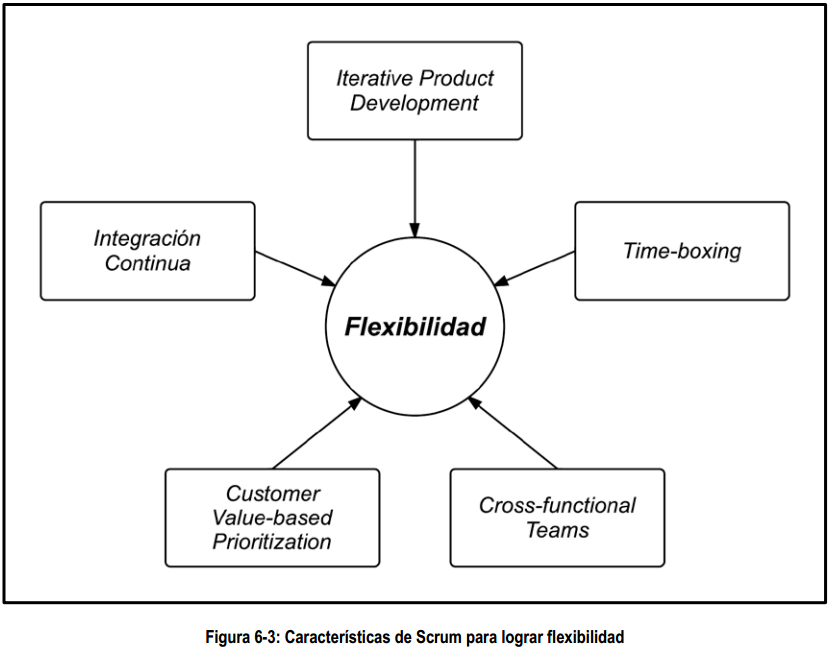 Iterative Product
Development
Integración
Continua
Time-boxing
Flexibilidad
Customer
Value-based
Prioritization
Cross-functional
Teams
Figura 6-3: Características de Scrum para lograr flexibilidad